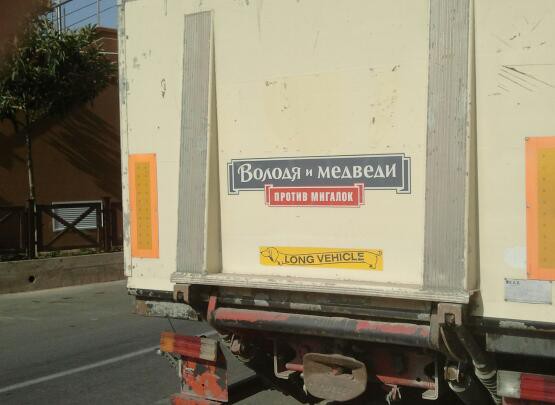 Володя и медведи
ПРОТИВ МИГАЛОК
LONG VEHICLE